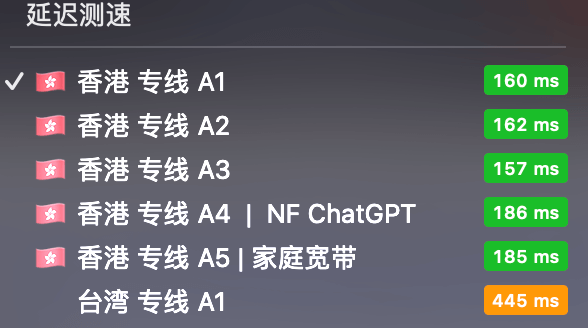 延迟测速
香港 专线 A1 160 ms
香港 专线 A2 162 ms
香港 专线 A3 157 ms
香港 专线 A4 | NF ChatGPT 186 ms
香港 专线 A5 | 家庭宽带 185 ms
台湾 专线 A1 445 ms